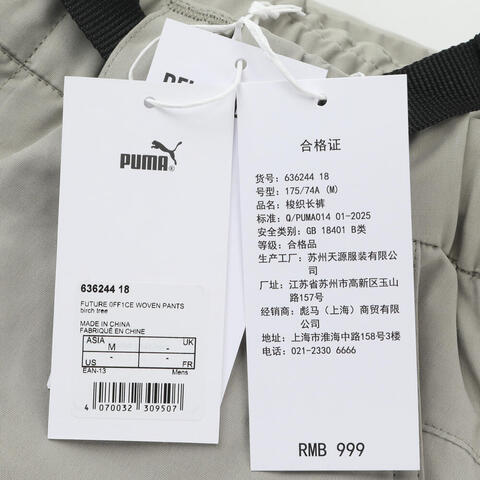 PUMA
636244 18
FUTURE 0FF1CE WOVEN PANTS
birch tree
MADE IN CHINA
FABRIQUÉ EN CHINE
ASIA M - UK
US - - FR
EAN-13 Mens
4 070032 309507
合格证
货号: 636244 18
号型: 175/74A (M)
品名: 梭织长裤
标准: Q/PUMA014 01-2025
安全类别: GB 18401 B类
等级: 合格品
生产工厂: 苏州天源服装有限公司
厂址: 江苏省苏州市高新区玉山
路157号
经销商: 彪马（上海）商贸有限
公司
地址: 上海市淮海中路158号3楼
电话: 021-2330 6666
RMB 999